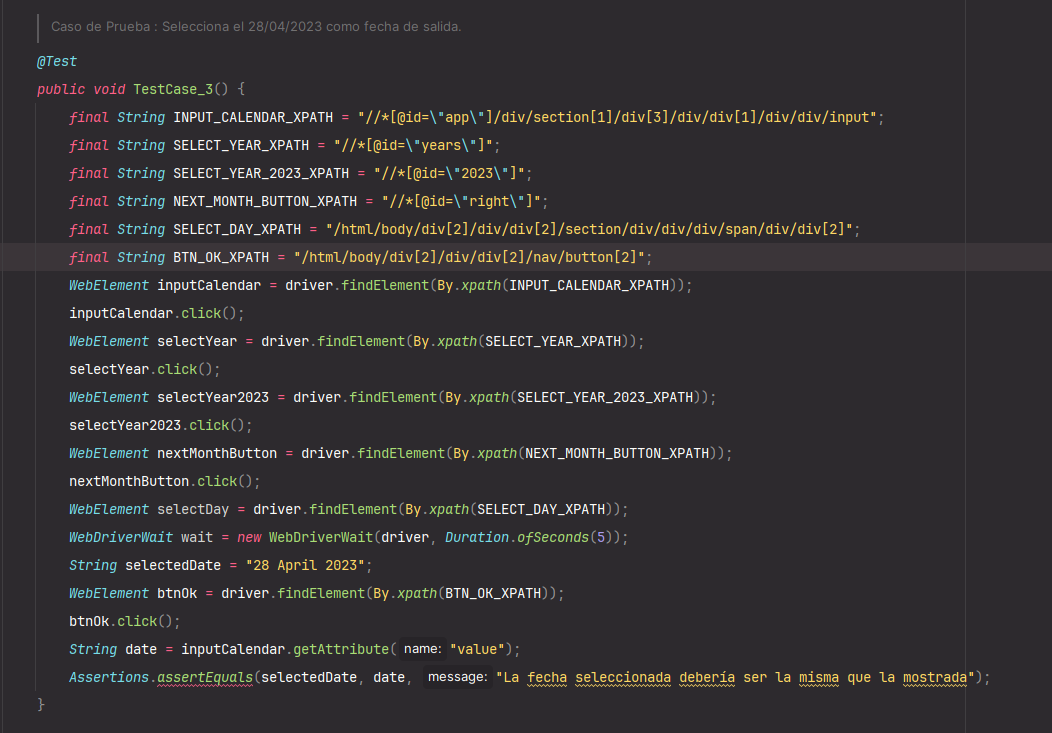 Caso de Prueba : Selecciona el 28/04/2023 como fecha de salida.
@Test
public void TestCase_3() {
final String INPUT_CALENDAR_XPATH = "//*[@id=\"app\"]/div/section[1]/div[3]/div/div[1]/div/div/input";
final String SELECT_YEAR_XPATH = "//*[@id=\"years\"]";
final String SELECT_YEAR_2023_XPATH = "//*[@id=\"2023\"]";
final String NEXT_MONTH_BUTTON_XPATH = "//*[@id=\"right\"]";
final String SELECT_DAY_XPATH = "/html/body/div[2]/div/div[2]/section/div/div/div/span/div/div[2]";
final String BTN_OK_XPATH = "/html/body/div[2]/div/div[2]/nav/button[2]";
WebElement inputCalendar = driver.findElement(By.xpath(INPUT_CALENDAR_XPATH));
inputCalendar.click();
WebElement selectYear = driver.findElement(By.xpath(SELECT_YEAR_XPATH));
selectYear.click();
WebElement selectYear2023 = driver.findElement(By.xpath(SELECT_YEAR_2023_XPATH));
selectYear2023.click();
WebElement nextMonthButton = driver.findElement(By.xpath(NEXT_MONTH_BUTTON_XPATH));
nextMonthButton.click();
WebElement selectDay = driver.findElement(By.xpath(SELECT_DAY_XPATH));
WebDriverWait wait = new WebDriverWait(driver, Duration.ofSeconds(5));
String selectedDate = "28 April 2023";
WebElement btnOk = driver.findElement(By.xpath(BTN_OK_XPATH));
btnOk.click();
String date = inputCalendar.getAttribute( name: "value");
Assertions.assertEquals(selectedDate, date, message: "La fecha seleccionada debería ser la misma que la mostrada");
}